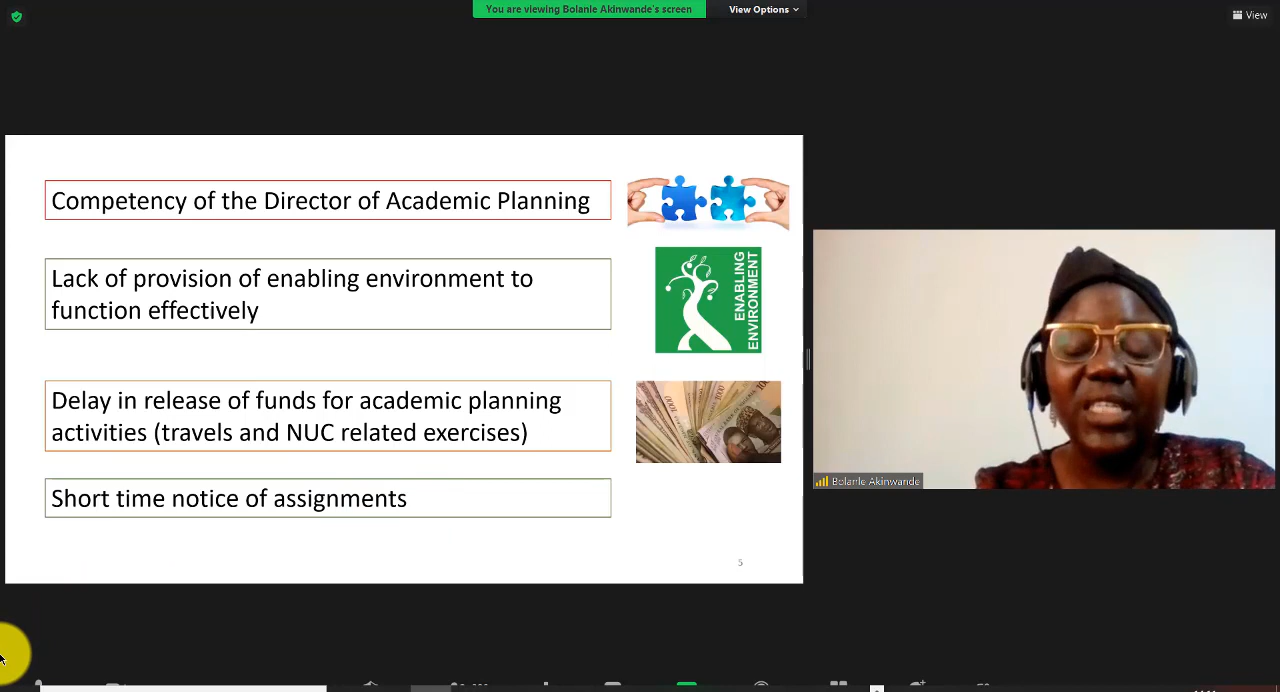 You are viewing Bolanle Akinwande's screen
View Options
View
Competency of the Director of Academic Planning
Lack of provision of enabling environment to
function effectively
ENABLING
ENVIRONMENT
Delay in release of funds for academic planning
activities (travels and NUC related exercises)
1000
Short time notice of assignments
5
Bolanle Akinwande